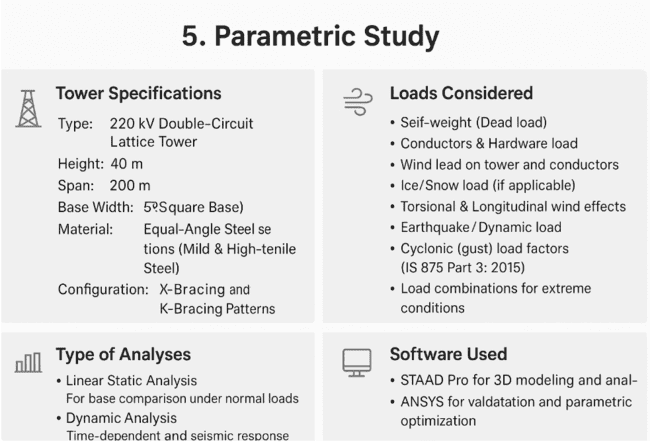 5. Parametric Study
Tower Specifications
Type: 220 kV Double-Circuit
Lattice Tower
Height: 40 m
Span: 200 m
Base Width: Square Base)
Material: Equal-Angle Steel se
tions (Mild & High-tenile
Steel)
Configuration: X-Bracing and
K-Bracing Patterns
Loads Considered
• Seif-weight (Dead load)
• Conductors & Hardware load
• Wind lead on tower and conductors
• Ice/Snow load (if applicable)
• Torsional & Longitudinal wind effects
• Earthquake/Dynamic load
• Cyclonic (gust) load factors
(IS 875 Part 3: 2015)
• Load combinations for extreme
conditions
Type of Analyses
• Linear Static Analysis
For base comparison under normal loads
• Dynamic Analysis
Time-dependent and seismic response
Software Used
• STAAD Pro for 3D modeling and anal-
• ANSYS for valdatation and parametric
optimization